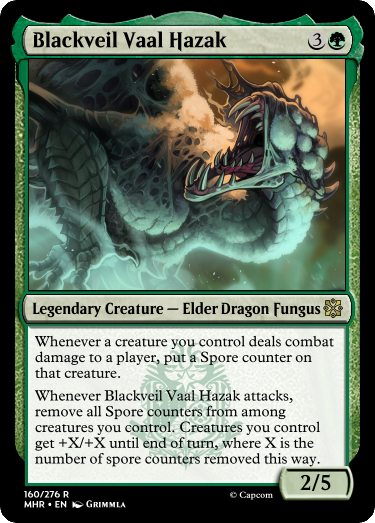 Blackveil Vaal Hazak 3
Legendary Creature — Elder Dragon Fungus
Whenever a creature you control deals combat
damage to a player, put a Spore counter on
that creature.
Whenever Blackveil Vaal Hazak attacks,
remove all Spore counters from among
creatures you control. Creatures you control
get +X/+X until end of turn, where X is the
number of spore counters removed this way.
2/5
160/276 R
MHR • EN Grimmla
© Capcom